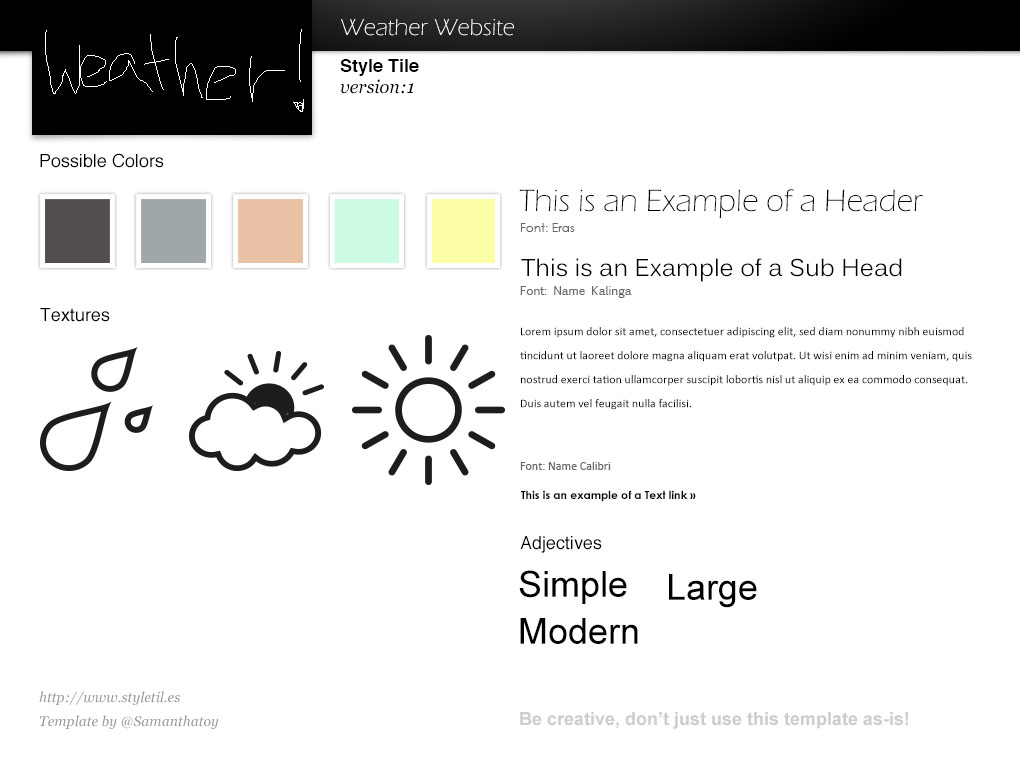 Weather Website
Weather!
Style Tile
version:1
Possible Colors
Textures
This is an Example of a Header
Font: Eras
This is an Example of a Sub Head
Font: Name Kalinga
Lorem ipsum dolor sit amet, consectetuer adipiscing elit, sed diam nonummy nibh euismod
tincidunt ut laoreet dolore magna aliquam erat volutpat. Ut wisi enim ad minim veniam, quis
nostrud exerci tation ullamcorper suscipit lobortis nisl ut aliquip ex ea commodo consequat.
Duis autem vel feugait nulla facilisi.
Font: Name Calibri
This is an example of a Text link »
Adjectives
Simple Large
Modern
http://www.styletil.es
Template by @Samanthatoy
Be creative, don’t just use this template as-is!